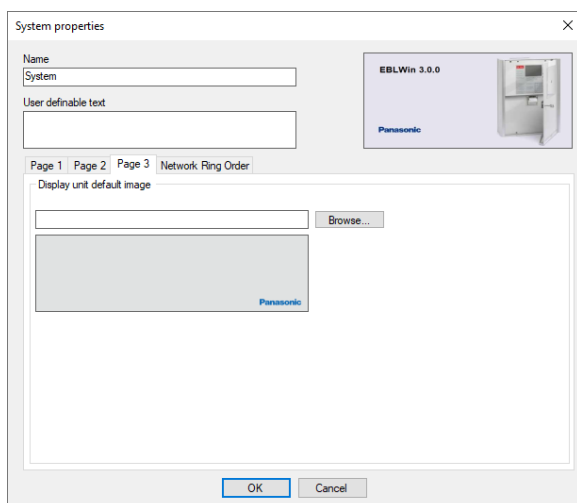 System properties
Name
System
User definable text
EBLWin 3.0.0
Panasonic
Page 1 Page 2 Page 3 Network Ring Order
Display unit default image
Browse...
Panasonic
OK Cancel